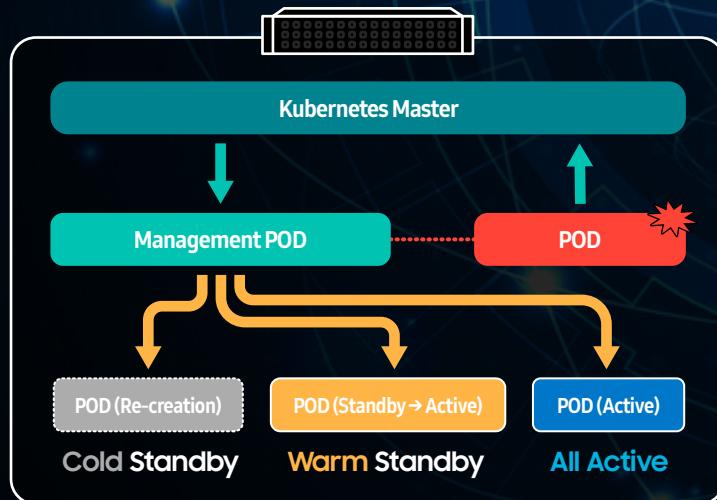 Kubernetes Master
Management POD
POD
POD (Re-creation)
POD (Standby → Active)
POD (Active)
Cold Standby
Warm Standby
All Active